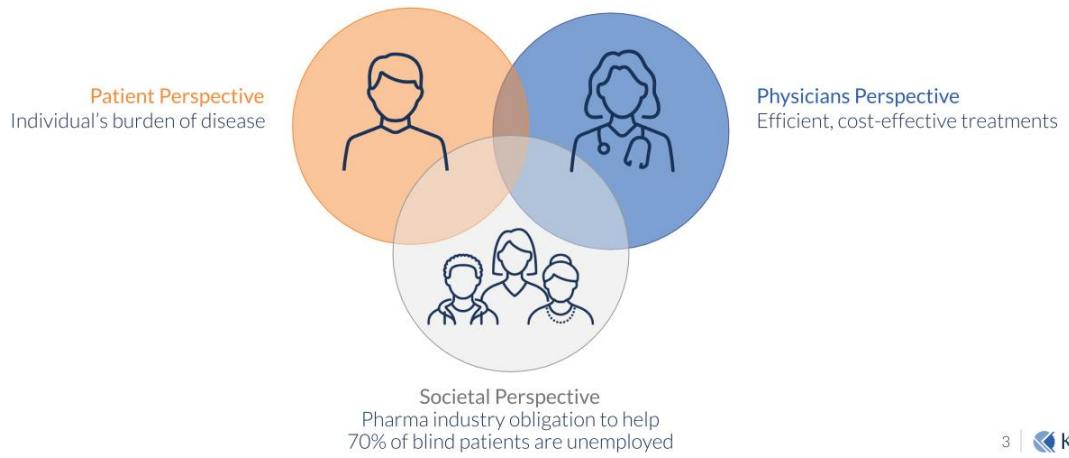 Patient Perspective
Individual's burden of disease
Physicians Perspective
Efficient, cost-effective treatments
Societal Perspective
Pharma industry obligation to help
70% of blind patients are unemployed
3
K